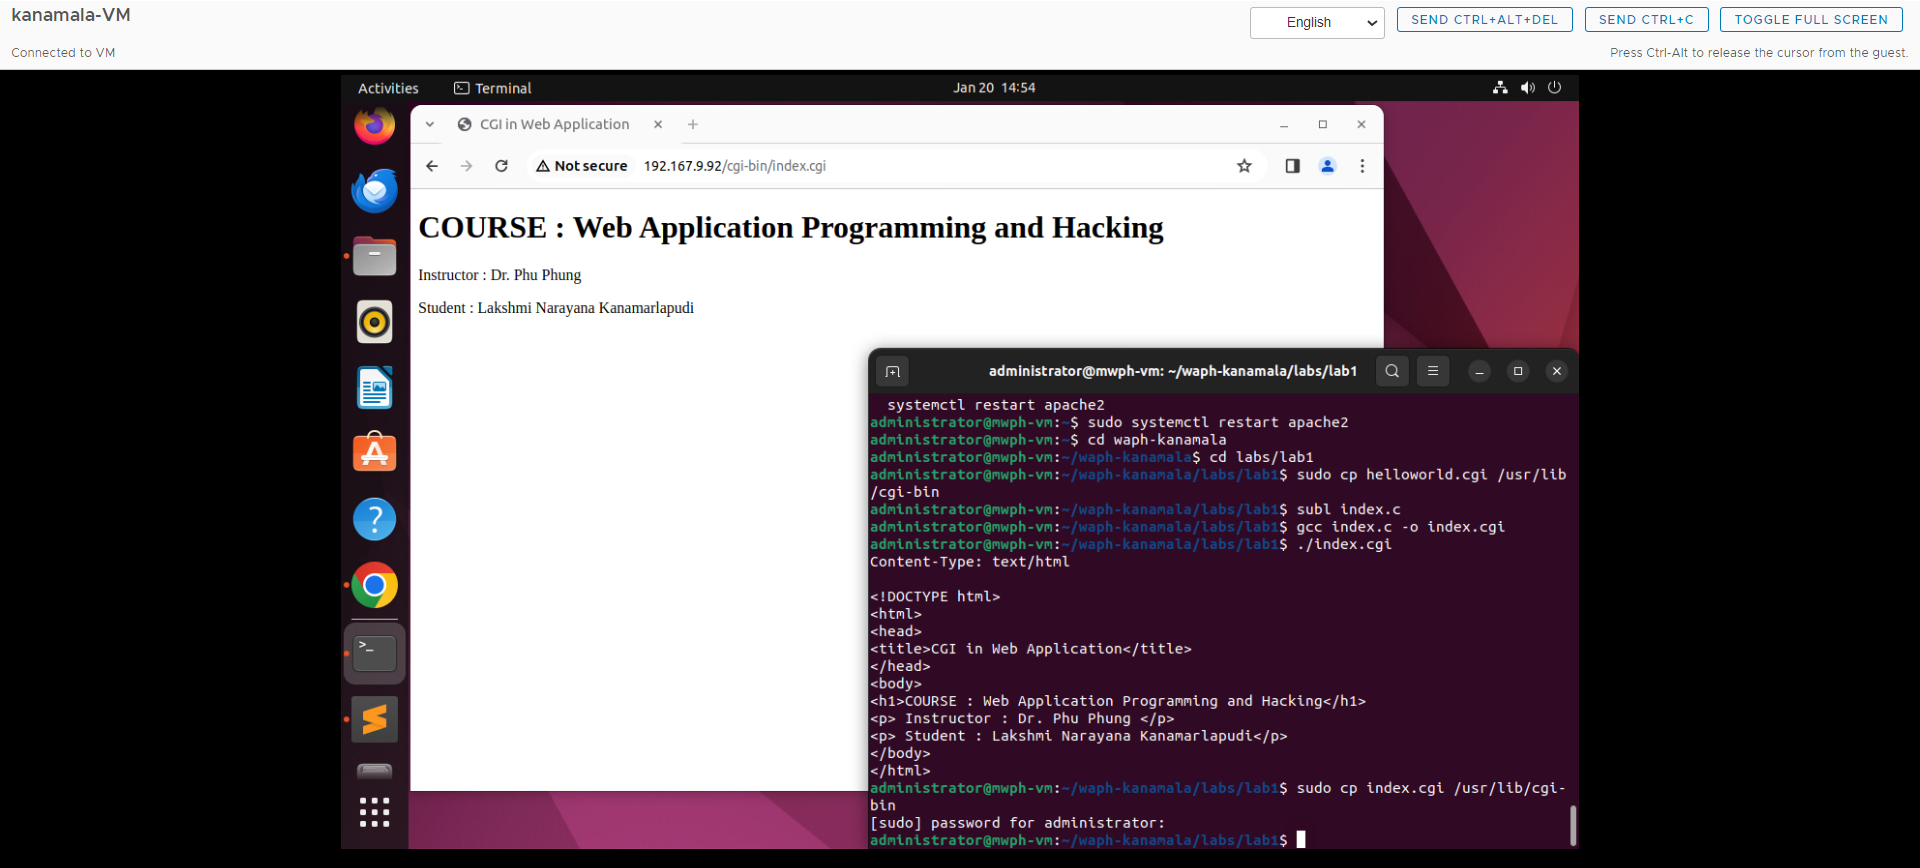 kanamala-VM
English
SEND CTRL+ALT+DEL
SEND CTRL+C
TOGGLE FULL SCREEN
Connected to VM
Press Ctrl-Alt to release the cursor from the guest.
Activities
Terminal
Jan 20 14:54
CGI in Web Application
Not secure
192.167.9.92/cgi-bin/index.cgi
COURSE : Web Application Programming and Hacking
Instructor : Dr. Phu Phung
Student : Lakshmi Narayana Kanamarlapudi
administrator@mwph-vm: ~/waph-kanamala/labs/lab1
systemctl restart apache2
administrator@mwph-vm:~$ sudo systemctl restart apache2
administrator@mwph-vm:~$ cd waph-kanamala
administrator@mwph-vm:~/waph-kanamala$ cd labs/lab1
administrator@mwph-vm:~/waph-kanamala/labs/lab1$ sudo cp helloworld.cgi /usr/lib
/cgi-bin
administrator@mwph-vm:~/waph-kanamala/labs/lab1$ subl index.c
administrator@mwph-vm:~/waph-kanamala/labs/lab1$ gcc index.c -o index.cgi
administrator@mwph-vm:~/waph-kanamala/labs/lab1$ ./index.cgi
Content-Type: text/html
<!DOCTYPE html>
<html>
<head>
<title>CGI in Web Application</title>
</head>
<body>
<h1>COURSE : Web Application Programming and Hacking</h1>
<p> Instructor : Dr. Phu Phung </p>
<p> Student : Lakshmi Narayana Kanamarlapudi</p>
</body>
</html>
administrator@mwph-vm:~/waph-kanamala/labs/lab1$ sudo cp index.cgi /usr/lib/cgi-
bin
[sudo] password for administrator:
administrator@mwph-vm:~/waph-kanamala/labs/lab1$